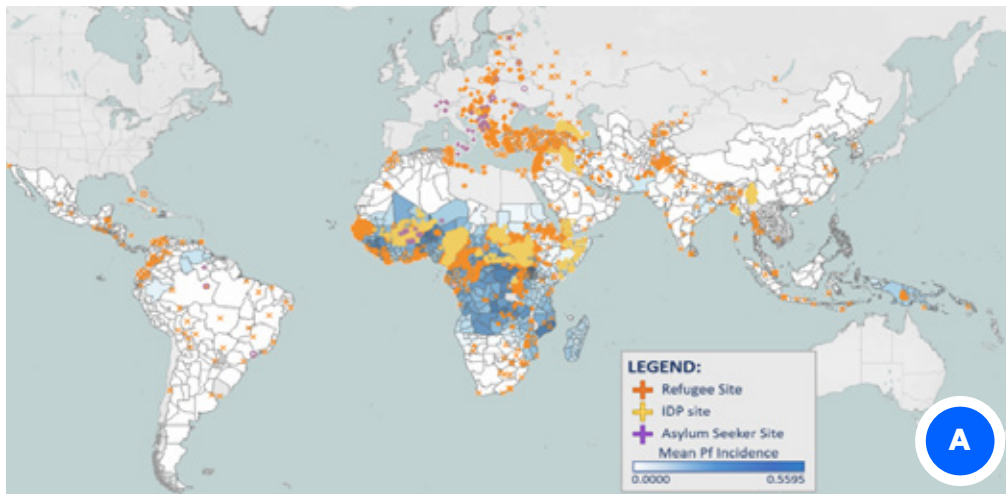 LEGEND:
Refugee Site
IDP site
Asylum Seeker Site
Mean Pf Incidence
0.0000 0.5595
A